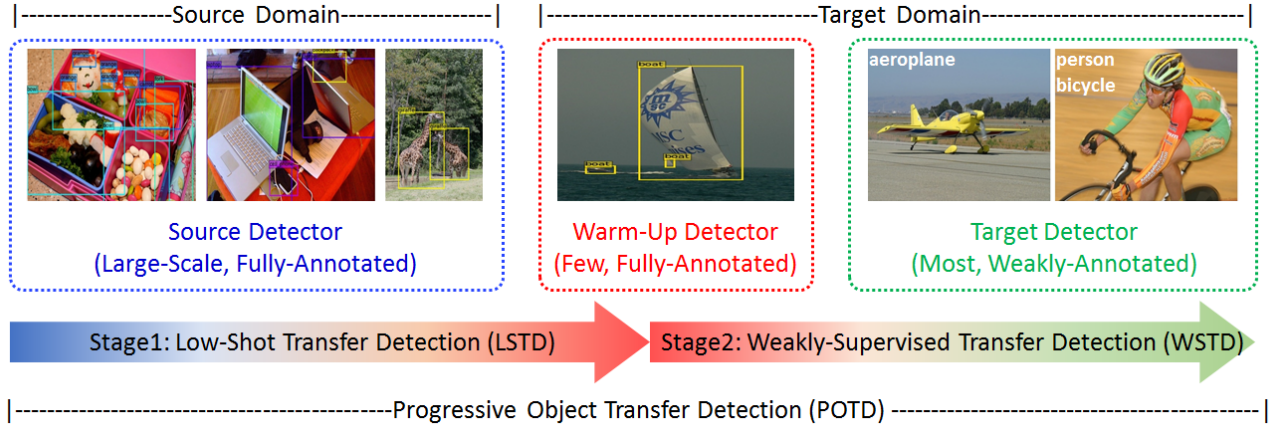 |---------------------Source Domain---------------------|
|---------------------------------------Target Domain---------------------------------------|
boat
boat
boat
aeroplane
person
bicycle
msc
MSC
Source Detector
(Large-Scale, Fully-Annotated)
Warm-Up Detector
(Few, Fully-Annotated)
Target Detector
(Most, Weakly-Annotated)
Stage1: Low-Shot Transfer Detection (LSTD)
Stage2: Weakly-Supervised Transfer Detection (WSTD)
|-----------------------------------------------Progressive Object Transfer Detection (POTD) ----------------------------------------------|